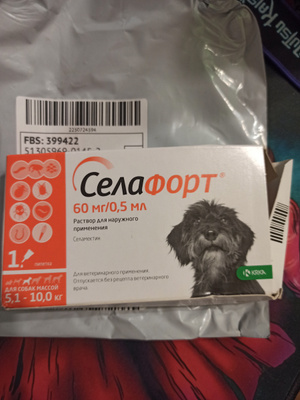 2238724284
FBS: 399422
Селафорт®
60 мг/0,5 мл
Раствор для наружного
применения
Селамектин
1
пипетка
Для ветеринарного применения.
Отпускается без рецепта ветеринарного
врача.
ДЛЯ СОБАК МАССОЙ
5,1 - 10,0 кг
KRKA